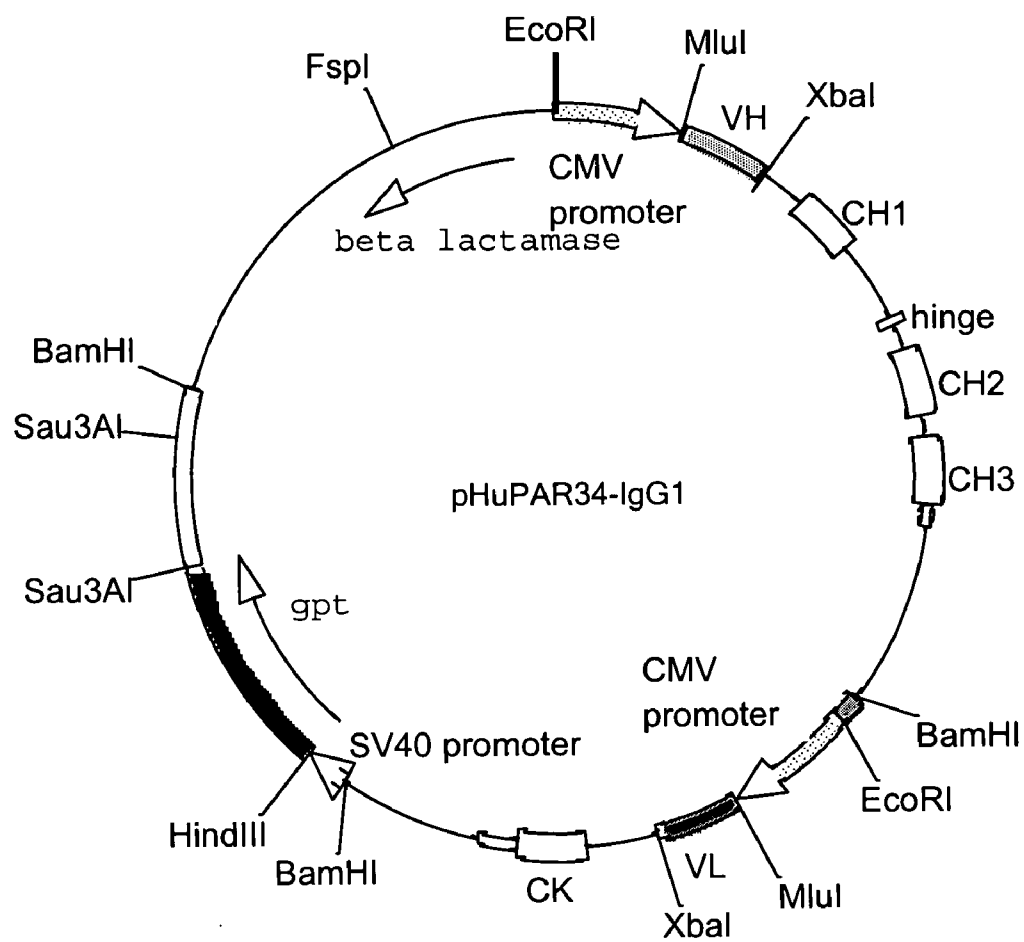 EcoRI
MluI
FspI
XbaI
VH
CMV
promoter
CH1
beta lactamase
hinge
BamHI
CH2
Sau3AI
CH3
pHuPAR34-IgG1
Sau3AI
gpt
CMV
promoter
BamHI
SV40 promoter
EcoRI
HindIII
BamHI
VL
CK
MluI
XbaI